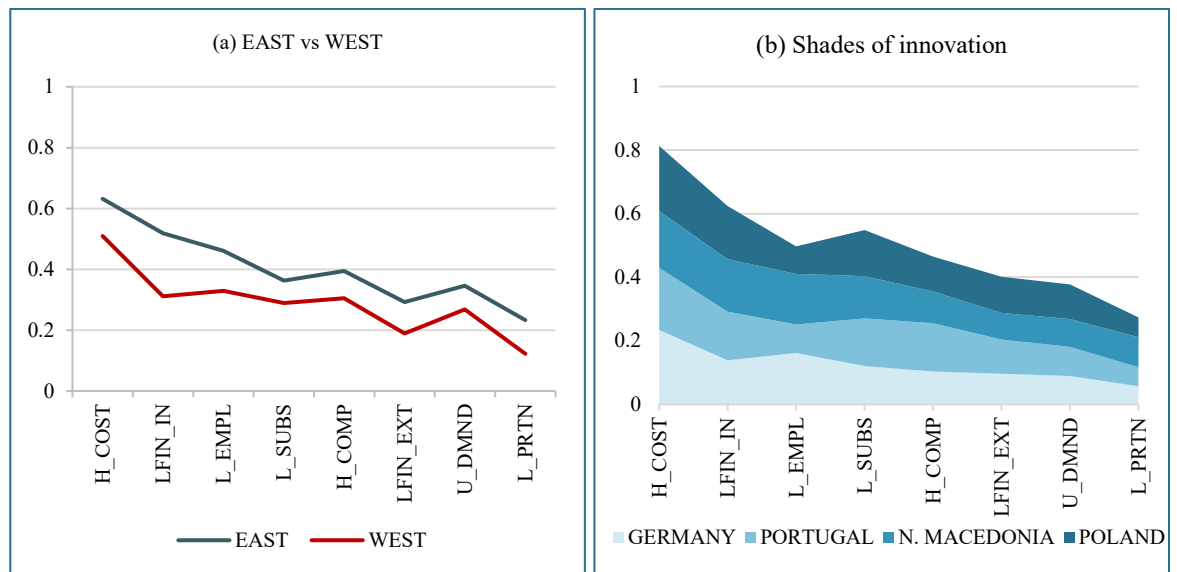 (a) EAST vs WEST
1
0.8
0.6
0.4
0.2
0
H_COST
LFIN_IN
L_EMPL
L_SUBS
H_COMP
LFIN_EXT
U_DMND
L_PRTN
EAST WEST
(b) Shades of innovation
1
0.8
0.6
0.4
0.2
0
H_COST
LFIN_IN
L_EMPL
L_SUBS
H_COMP
LFIN_EXT
U_DMND
L_PRTN
GERMANY PORTUGAL N. MACEDONIA POLAND